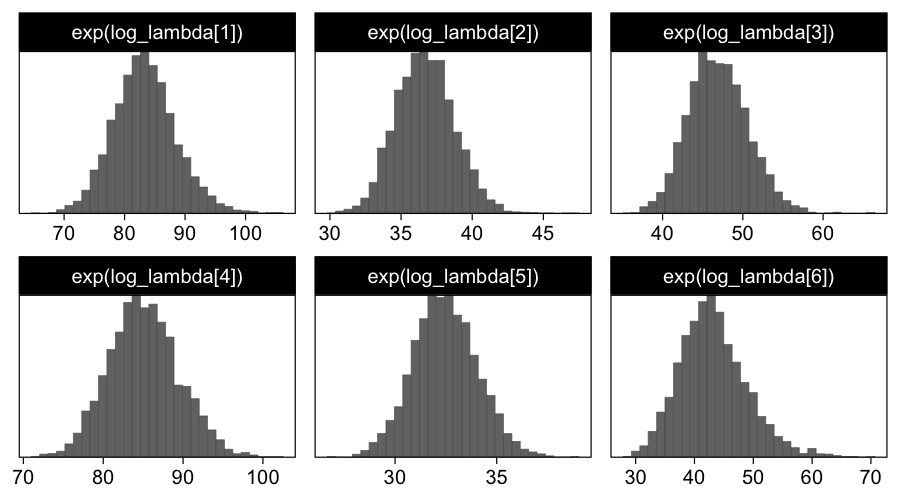 exp(log_lambda[1]) exp(log_lambda[2]) exp(log_lambda[3])
70 80 90 100 30 35 40 45 40 50 60
exp(log_lambda[4]) exp(log_lambda[5]) exp(log_lambda[6])
70 80 90 100 30 35 30 40 50 60 70